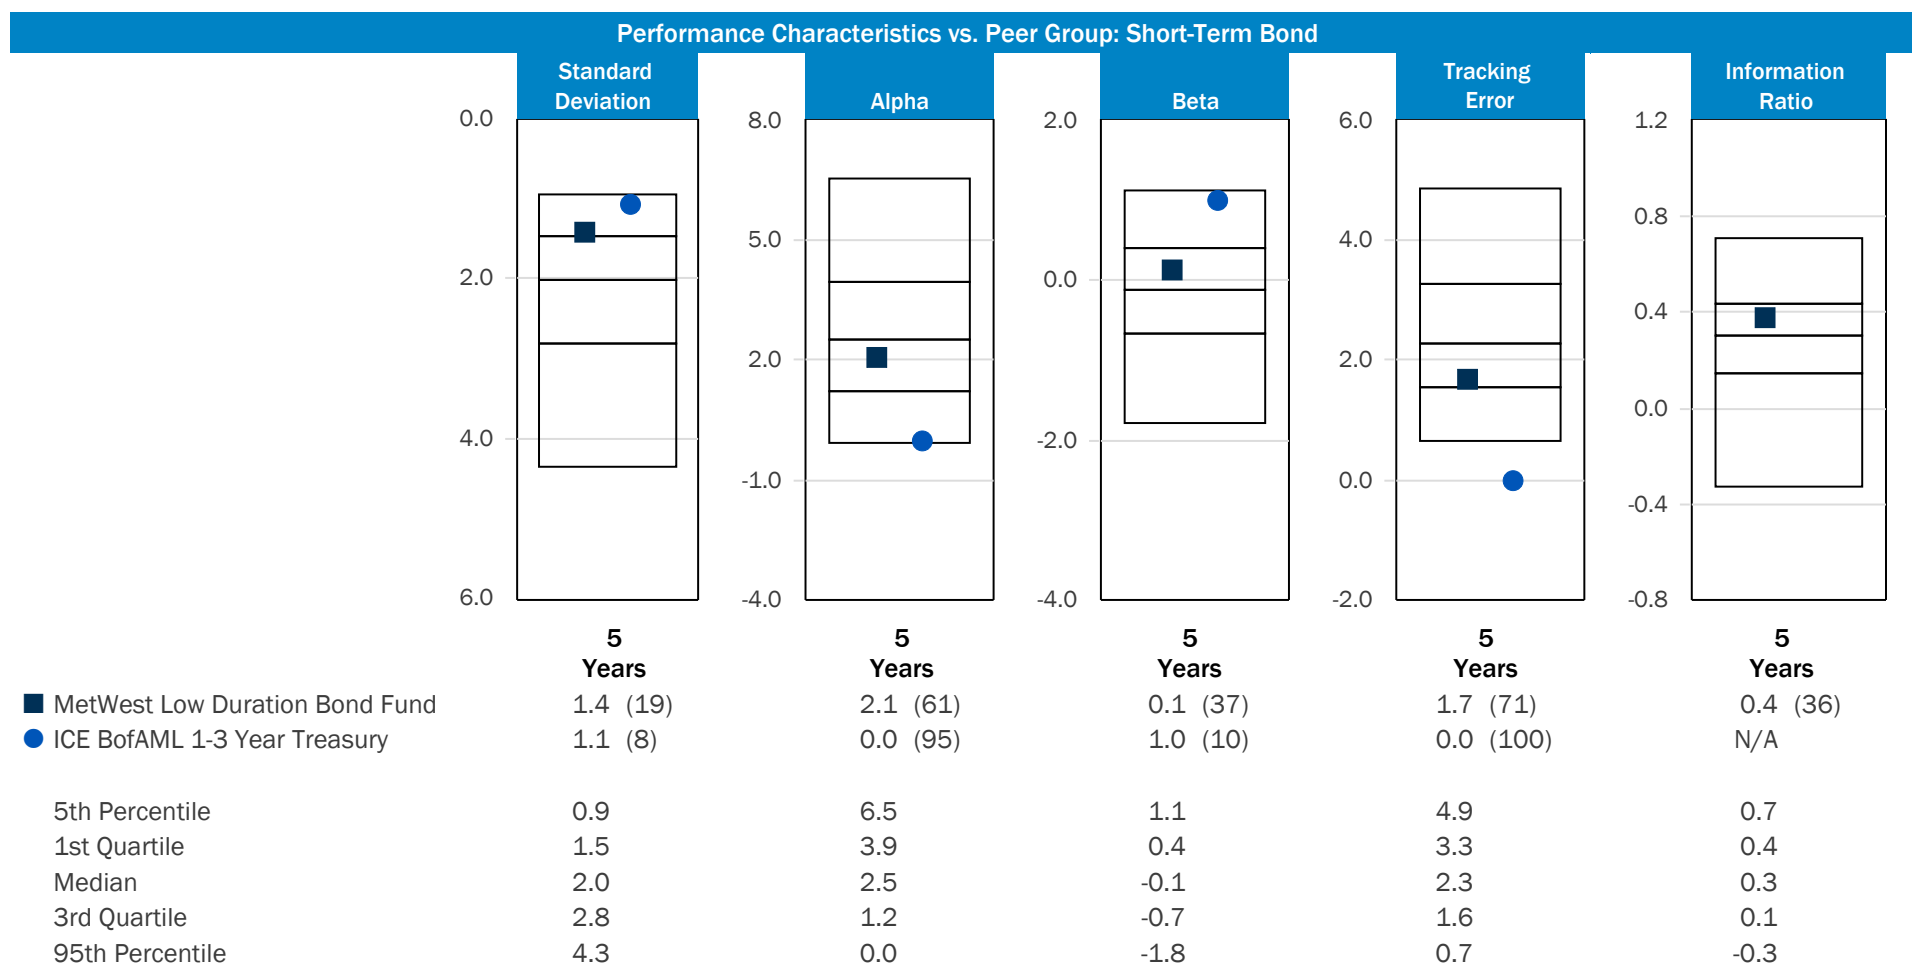 Performance Characteristics vs. Peer Group: Short-Term Bond
Standard
Deviation
0.0
2.0
4.0
6.0
5
Years
Alpha
8.0
5.0
2.0
-1.0
-4.0
5
Years
Beta
2.0
0.0
-2.0
-4.0
5
Years
Tracking
Error
6.0
4.0
2.0
0.0
-2.0
5
Years
Information
Ratio
1.2
0.8
0.4
0.0
-0.4
-0.8
5
Years
MetWest Low Duration Bond Fund 1.4 (19) 2.1 (61) 0.1 (37) 1.7 (71) 0.4 (36)
ICE BofAML 1-3 Year Treasury 1.1 (8) 0.0 (95) 1.0 (10) 0.0 (100) N/A
5th Percentile 0.9 6.5 1.1 4.9 0.7
1st Quartile 1.5 3.9 0.4 3.3 0.4
Median 2.0 2.5 -0.1 2.3 0.3
3rd Quartile 2.8 1.2 -0.7 1.6 0.1
95th Percentile 4.3 0.0 -1.8 0.7 -0.3